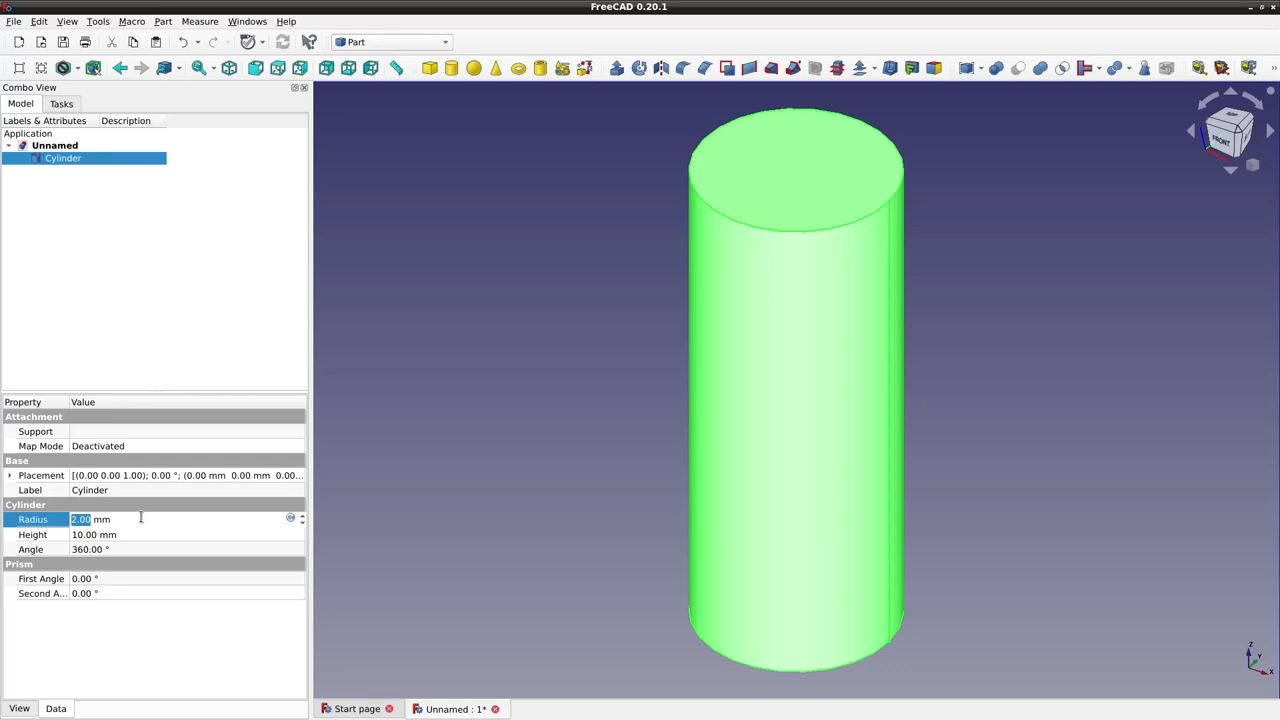 FreeCAD 0.20.1
File Edit View Tools Macro Part Measure Windows Help
Part
Combo View
Model Tasks
Labels & Attributes Description
Application
Unnamed
Cylinder
FRONT
Property Value
Attachment
Support
Map Mode Deactivated
Base
Placement [(0.00 0.00 1.00); 0.00 °; (0.00 mm 0.00 mm 0.00...
Label Cylinder
Cylinder
Radius 2.00 mm
Height 10.00 mm
Angle 360.00 °
Prism
First Angle 0.00 °
Second A... 0.00 °
Z
Y
X
View Data
Start page
Unnamed : 1*